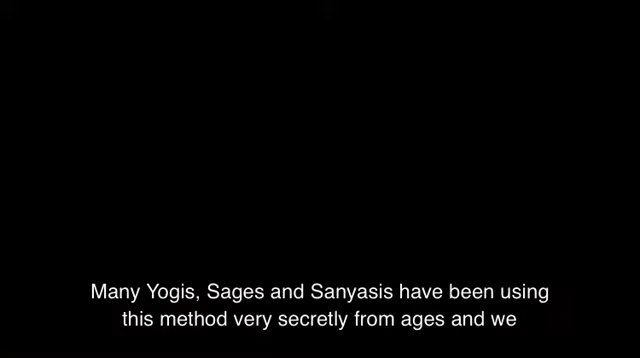 Many Yogis, Sages and Sanyasis have been using
this method very secretly from ages and we